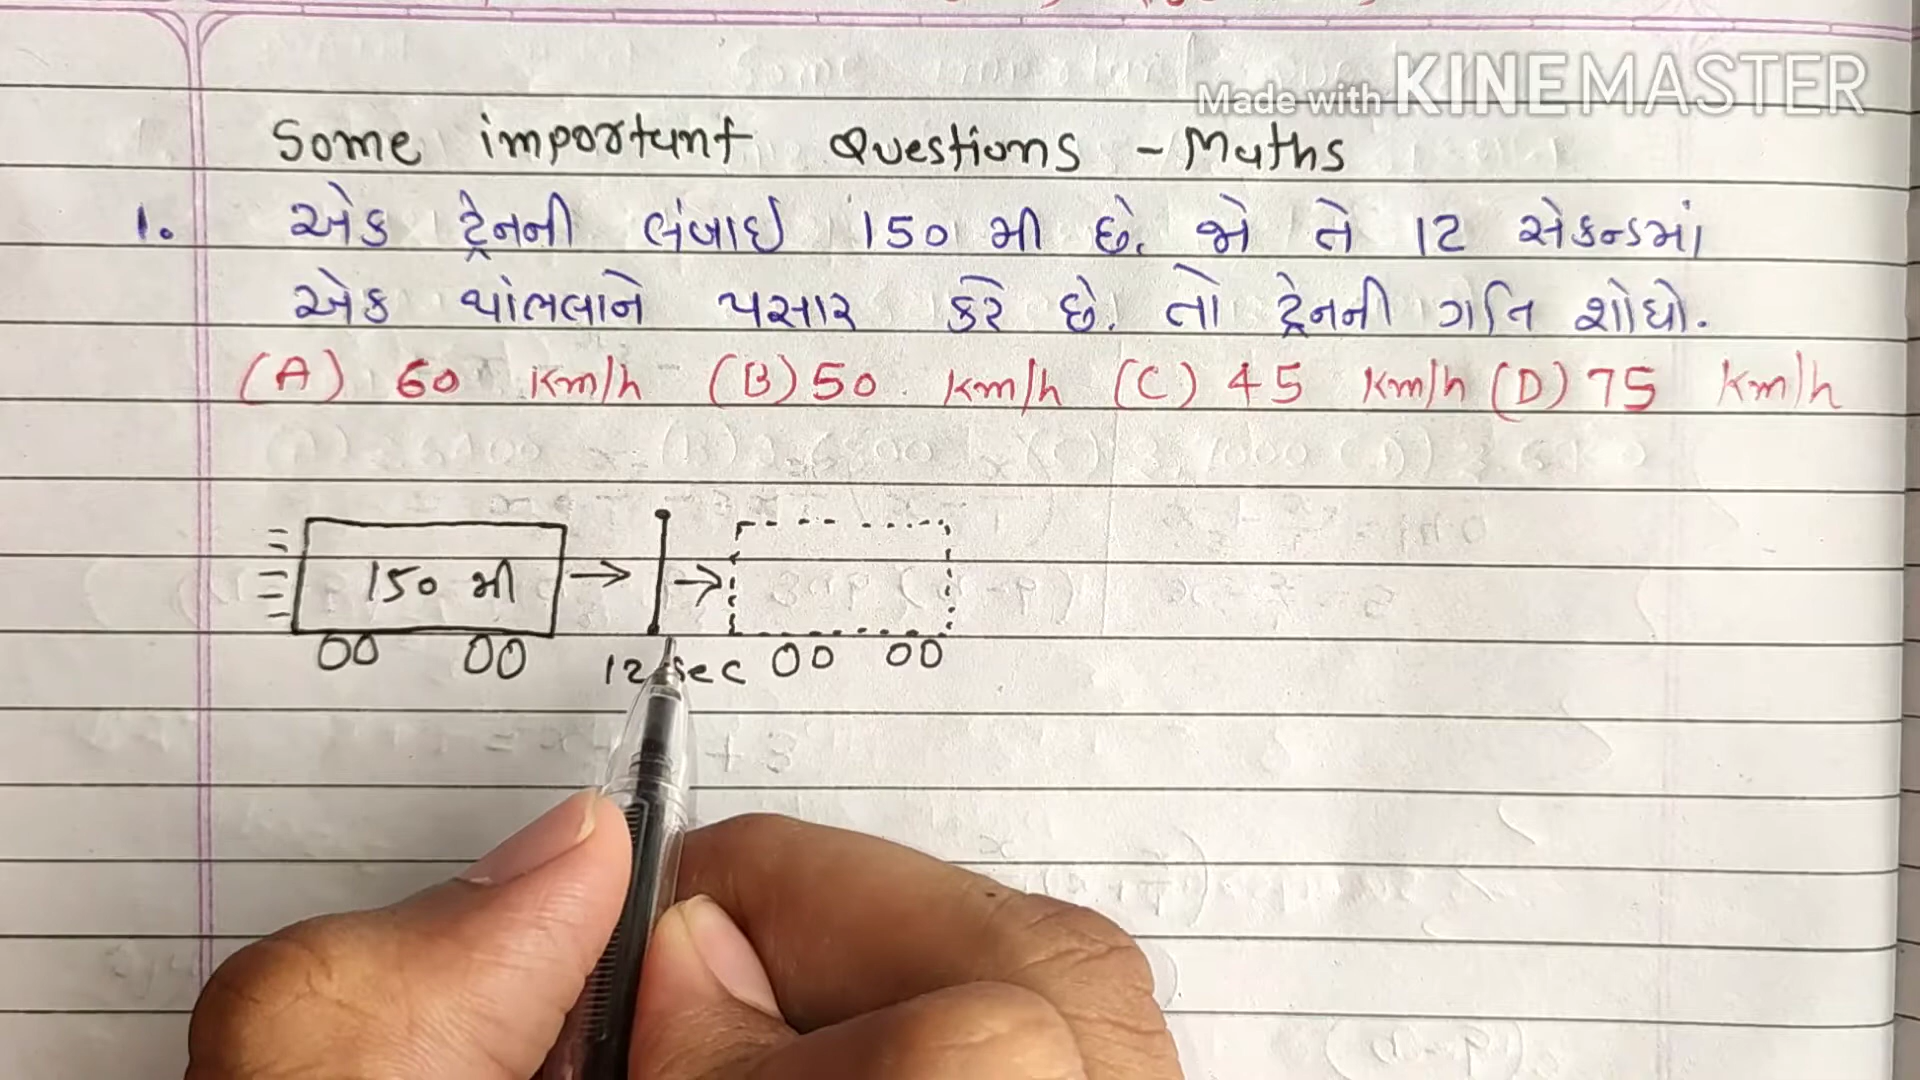 Made with KINEMASTER
Some important Questions - Maths
1. એક ટ્રેનની લંબાઈ 150 મી છે. જો તે 12 સેકન્ડમાં
એક થાંભલાને પસાર કરે છે. તો ટ્રેનની ગતિ શોધો.
(A) 60 Km/h (B) 50 Km/h (C) 45 Km/h (D) 75 Km/h
150 મી
12 sec